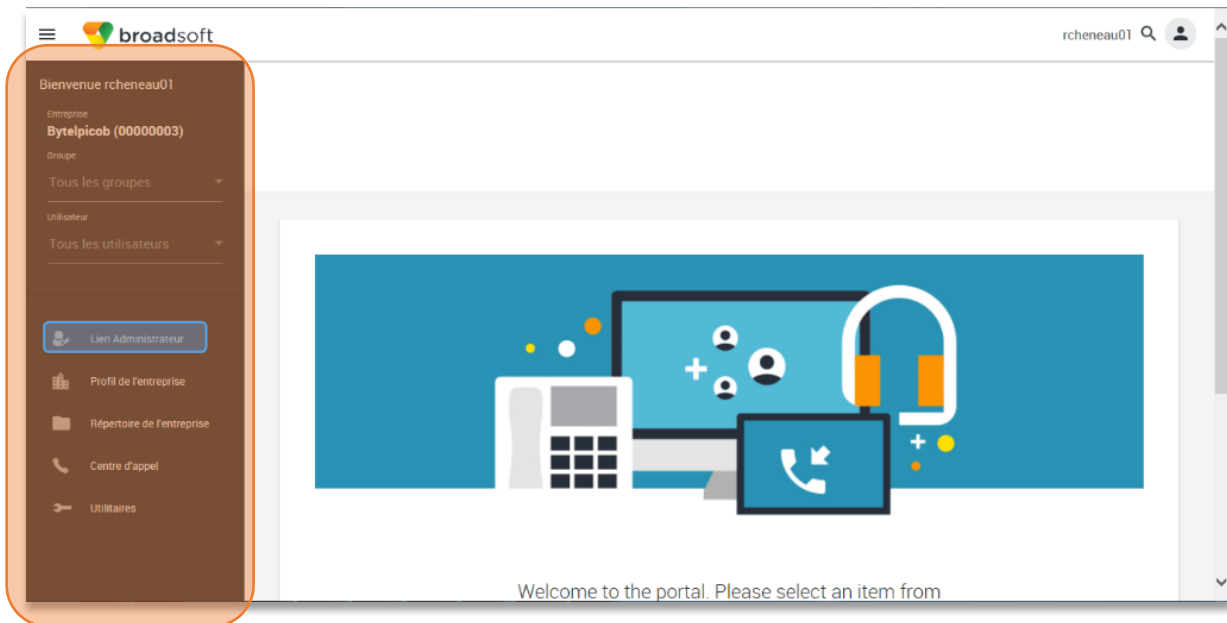 broadsoft
rcheneau01
Bienvenue rcheneau01
Entreprise
Bytelpicob (00000003)
Groupe
Tous les groupes
Utilisateur
Tous les utilisateurs
Lien Administrateur
Profil de l'entreprise
Répertoire de l'entreprise
Centre d'appel
Utilitaires
Welcome to the portal. Please select an item from